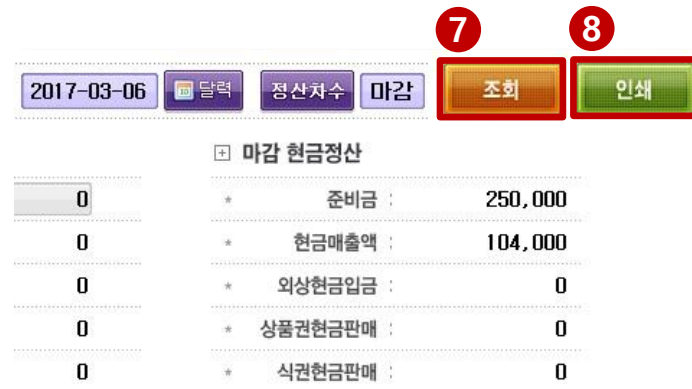 7 8
2017-03-06 달력 정산차수 마감 조회 인쇄
마감 현금정산
0 * 준비금 : 250,000
0 * 현금매출액 : 104,000
0 * 외상현금입금 : 0
0 * 상품권현금판매 : 0
0 * 식권현금판매 : 0